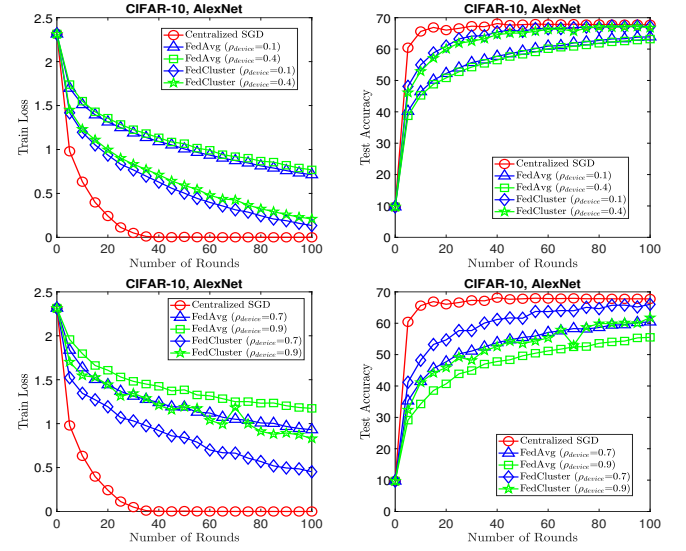 CIFAR-10, AlexNet
Train Loss
2.5
2
1.5
1
0.5
0
Centralized SGD
FedAvg (ρdevice=0.1)
FedAvg (ρdevice=0.4)
FedCluster (ρdevice=0.1)
FedCluster (ρdevice=0.4)
0 20 40 60 80 100
Number of Rounds
CIFAR-10, AlexNet
Test Accuracy
70
60
50
40
30
20
10
0
Centralized SGD
FedAvg (ρdevice=0.1)
FedAvg (ρdevice=0.4)
FedCluster (ρdevice=0.1)
FedCluster (ρdevice=0.4)
0 20 40 60 80 100
Number of Rounds
CIFAR-10, AlexNet
Train Loss
2.5
2
1.5
1
0.5
0
Centralized SGD
FedAvg (ρdevice=0.7)
FedAvg (ρdevice=0.9)
FedCluster (ρdevice=0.7)
FedCluster (ρdevice=0.9)
0 20 40 60 80 100
Number of Rounds
CIFAR-10, AlexNet
Test Accuracy
70
60
50
40
30
20
10
0
Centralized SGD
FedAvg (ρdevice=0.7)
FedAvg (ρdevice=0.9)
FedCluster (ρdevice=0.7)
FedCluster (ρdevice=0.9)
0 20 40 60 80 100
Number of Rounds